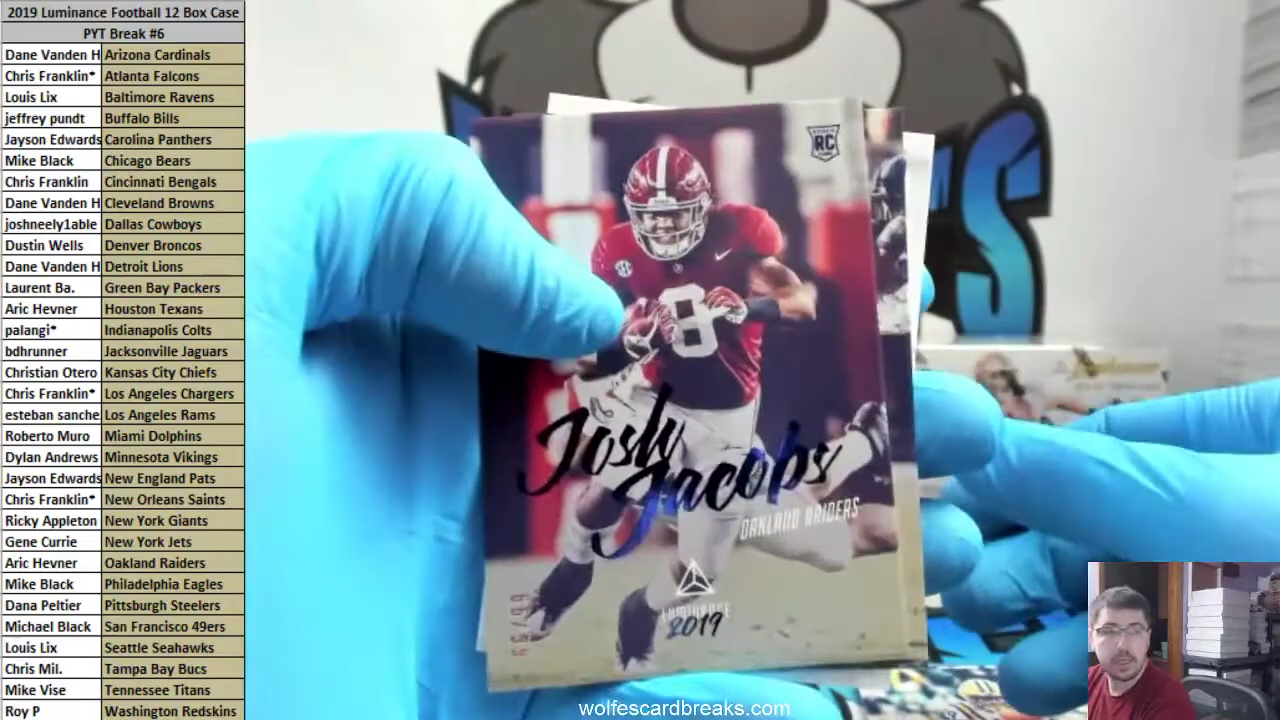 2019 Luminance Football 12 Box Case
PYT Break #6
Dane Vanden H Arizona Cardinals
Chris Franklin* Atlanta Falcons
Louis Lix Baltimore Ravens
jeffrey pundt Buffalo Bills
Jayson Edwards Carolina Panthers
Mike Black Chicago Bears
Chris Franklin Cincinnati Bengals
Dane Vanden H Cleveland Browns
joshneely1able Dallas Cowboys
Dustin Wells Denver Broncos
Dane Vanden H Detroit Lions
Laurent Ba. Green Bay Packers
Aric Hevner Houston Texans
palangi* Indianapolis Colts
bdhrunner Jacksonville Jaguars
Christian Otero Kansas City Chiefs
Chris Franklin* Los Angeles Chargers
esteban sanche Los Angeles Rams
Roberto Muro Miami Dolphins
Dylan Andrews Minnesota Vikings
Jayson Edwards New England Pats
Chris Franklin* New Orleans Saints
Ricky Appleton New York Giants
Gene Currie New York Jets
Aric Hevner Oakland Raiders
Mike Black Philadelphia Eagles
Dana Peltier Pittsburgh Steelers
Michael Black San Francisco 49ers
Louis Lix Seattle Seahawks
Chris Mil. Tampa Bay Bucs
Mike Vise Tennessee Titans
Roy P Washington Redskins
RC
8
Josh
Jacobs
OAKLAND RAIDERS
LUMINANCE
2019
S
wolfescardbreaks.com